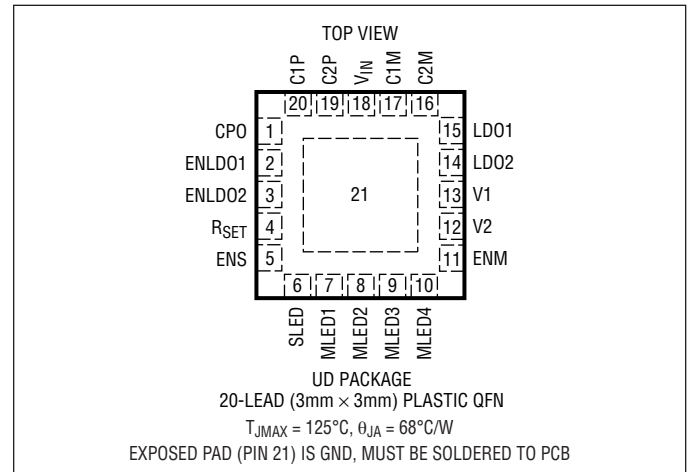 TOP VIEW
C1P
C2P
VIN
C1M
C2M
20 19 18 17 16
CPO 1
ENLDO1 2
ENLDO2 3
RSET 4
ENS 5
21
15 LDO1
14 LDO2
13 V1
12 V2
11 ENM
6 7 8 9 10
SLED
MLED1
MLED2
MLED3
MLED4
UD PACKAGE
20-LEAD (3mm × 3mm) PLASTIC QFN
TJMAX = 125°C, θJA = 68°C/W
EXPOSED PAD (PIN 21) IS GND, MUST BE SOLDERED TO PCB